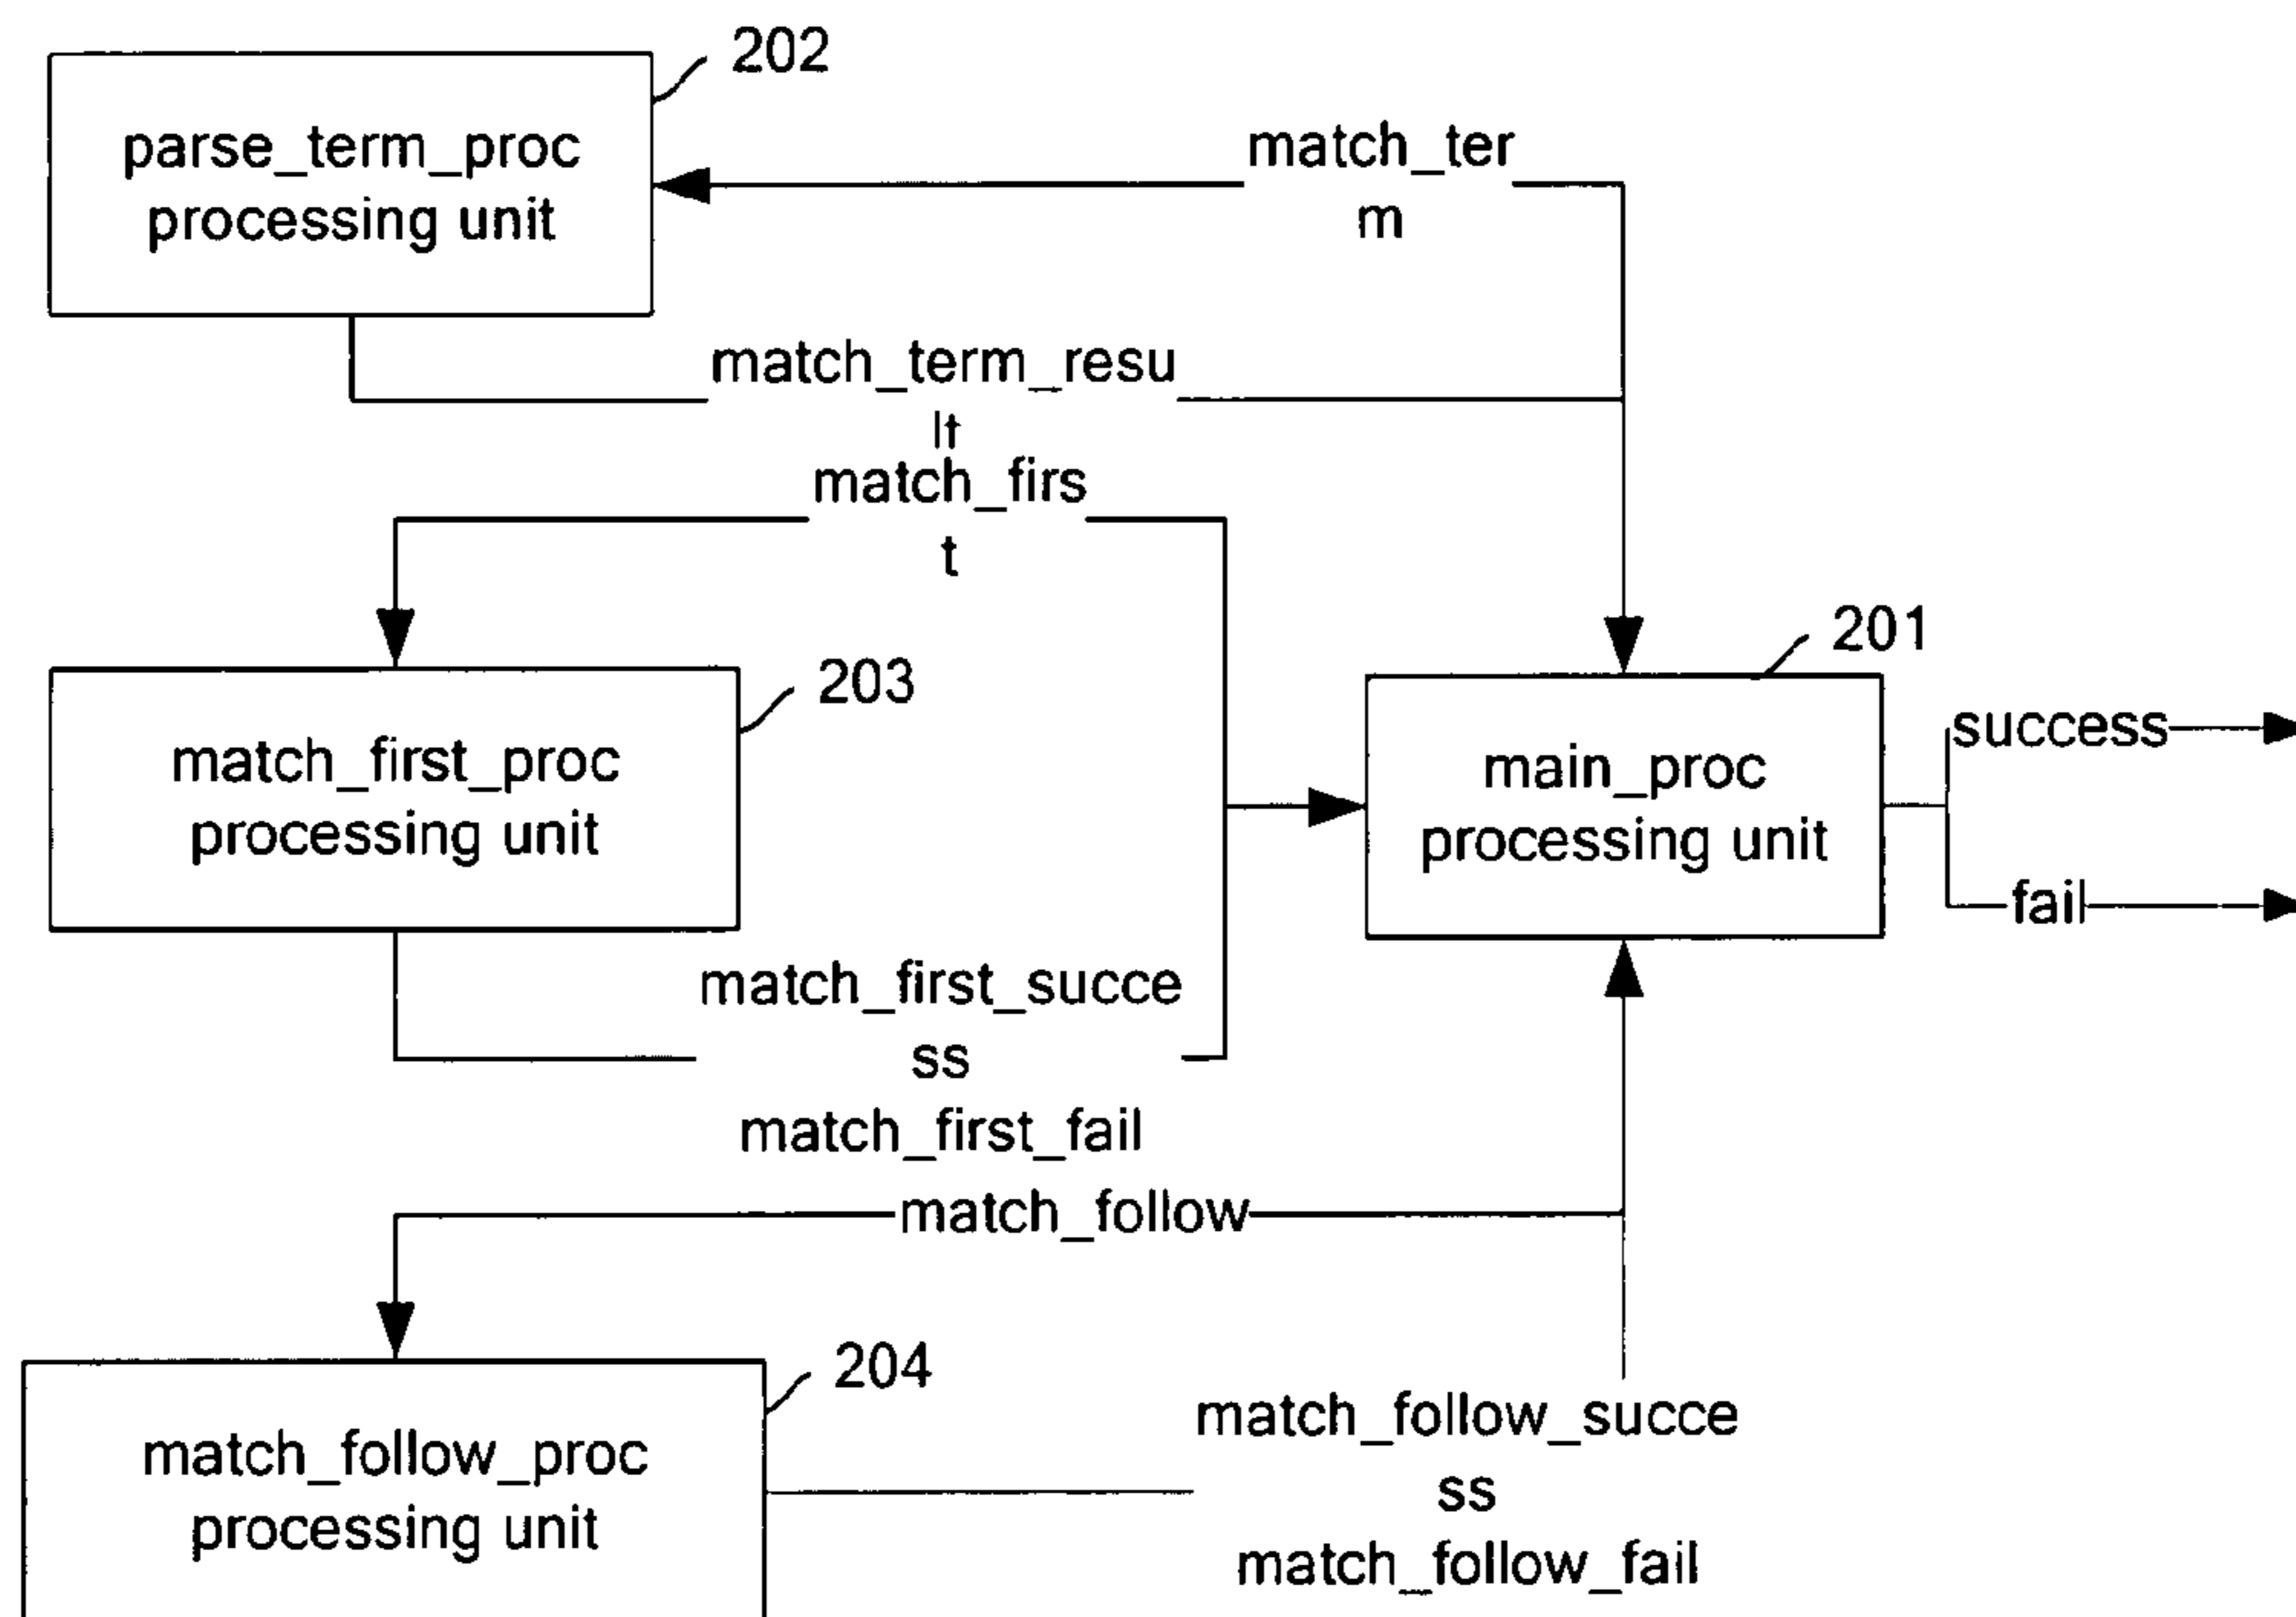 202
parse_term_proc
processing unit
match_ter
m
match_term_resu
lt
match_firs
t
201
203
match_first_proc
processing unit
main_proc
processing unit
success
fail
match_first_succe
ss
match_first_fail
match_follow
204
match_follow_proc
processing unit
match_follow_succe
ss
match_follow_fail